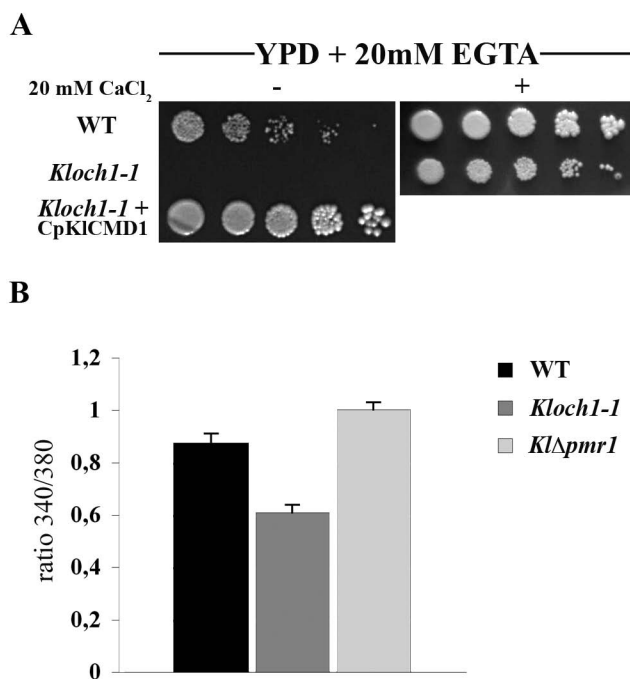 A
YPD + 20mM EGTA
20 mM CaCl₂ - +
WT
Kloch1-1
Kloch1-1 +
CpKlCMD1
B
ratio 340/380
1,2
1
0,8
0,6
0,4
0,2
0
WT
Kloch1-1
KlΔpmr1